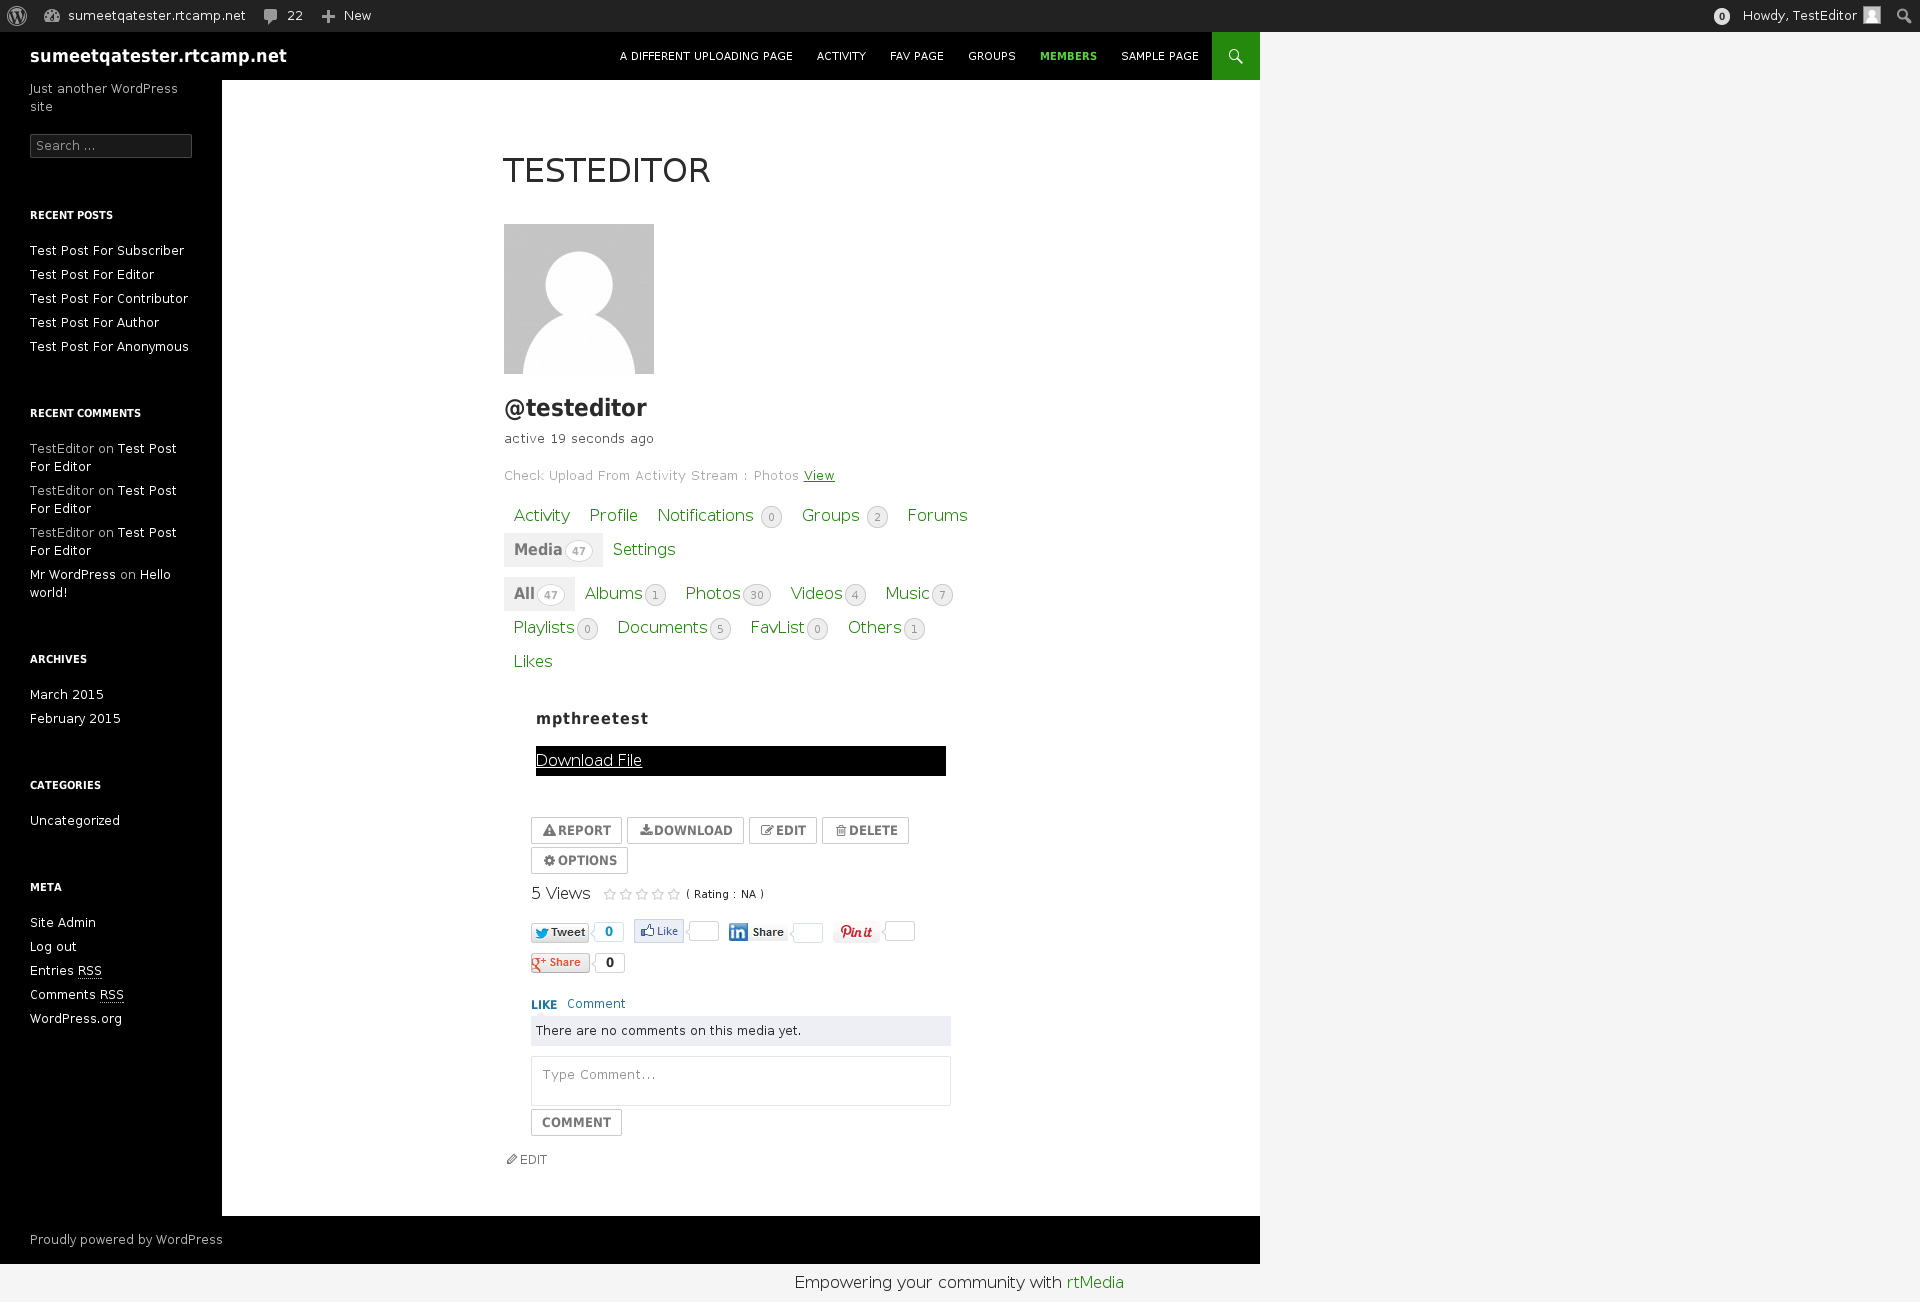 sumeetqatester.rtcamp.net 22 New 0 Howdy, TestEditor
sumeetqatester.rtcamp.net A DIFFERENT UPLOADING PAGE ACTIVITY FAV PAGE GROUPS MEMBERS SAMPLE PAGE
Just another WordPress
site
Search ...
RECENT POSTS
Test Post For Subscriber
Test Post For Editor
Test Post For Contributor
Test Post For Author
Test Post For Anonymous
RECENT COMMENTS
TestEditor on Test Post
For Editor
TestEditor on Test Post
For Editor
TestEditor on Test Post
For Editor
Mr WordPress on Hello
world!
ARCHIVES
March 2015
February 2015
CATEGORIES
Uncategorized
META
Site Admin
Log out
Entries RSS
Comments RSS
WordPress.org
TESTEDITOR
@testeditor
active 19 seconds ago
Check Upload From Activity Stream : Photos View
Activity Profile Notifications 0 Groups 2 Forums
Media 47 Settings
All 47 Albums 1 Photos 30 Videos 4 Music 7
Playlists 0 Documents 5 FavList 0 Others 1
Likes
mpthreetest
Download File
REPORT DOWNLOAD EDIT DELETE
OPTIONS
5 Views ( Rating : NA )
Tweet 0 Like in Share Pin it
g+ Share 0
LIKE Comment
There are no comments on this media yet.
Type Comment...
COMMENT
EDIT
Proudly powered by WordPress
Empowering your community with rtMedia